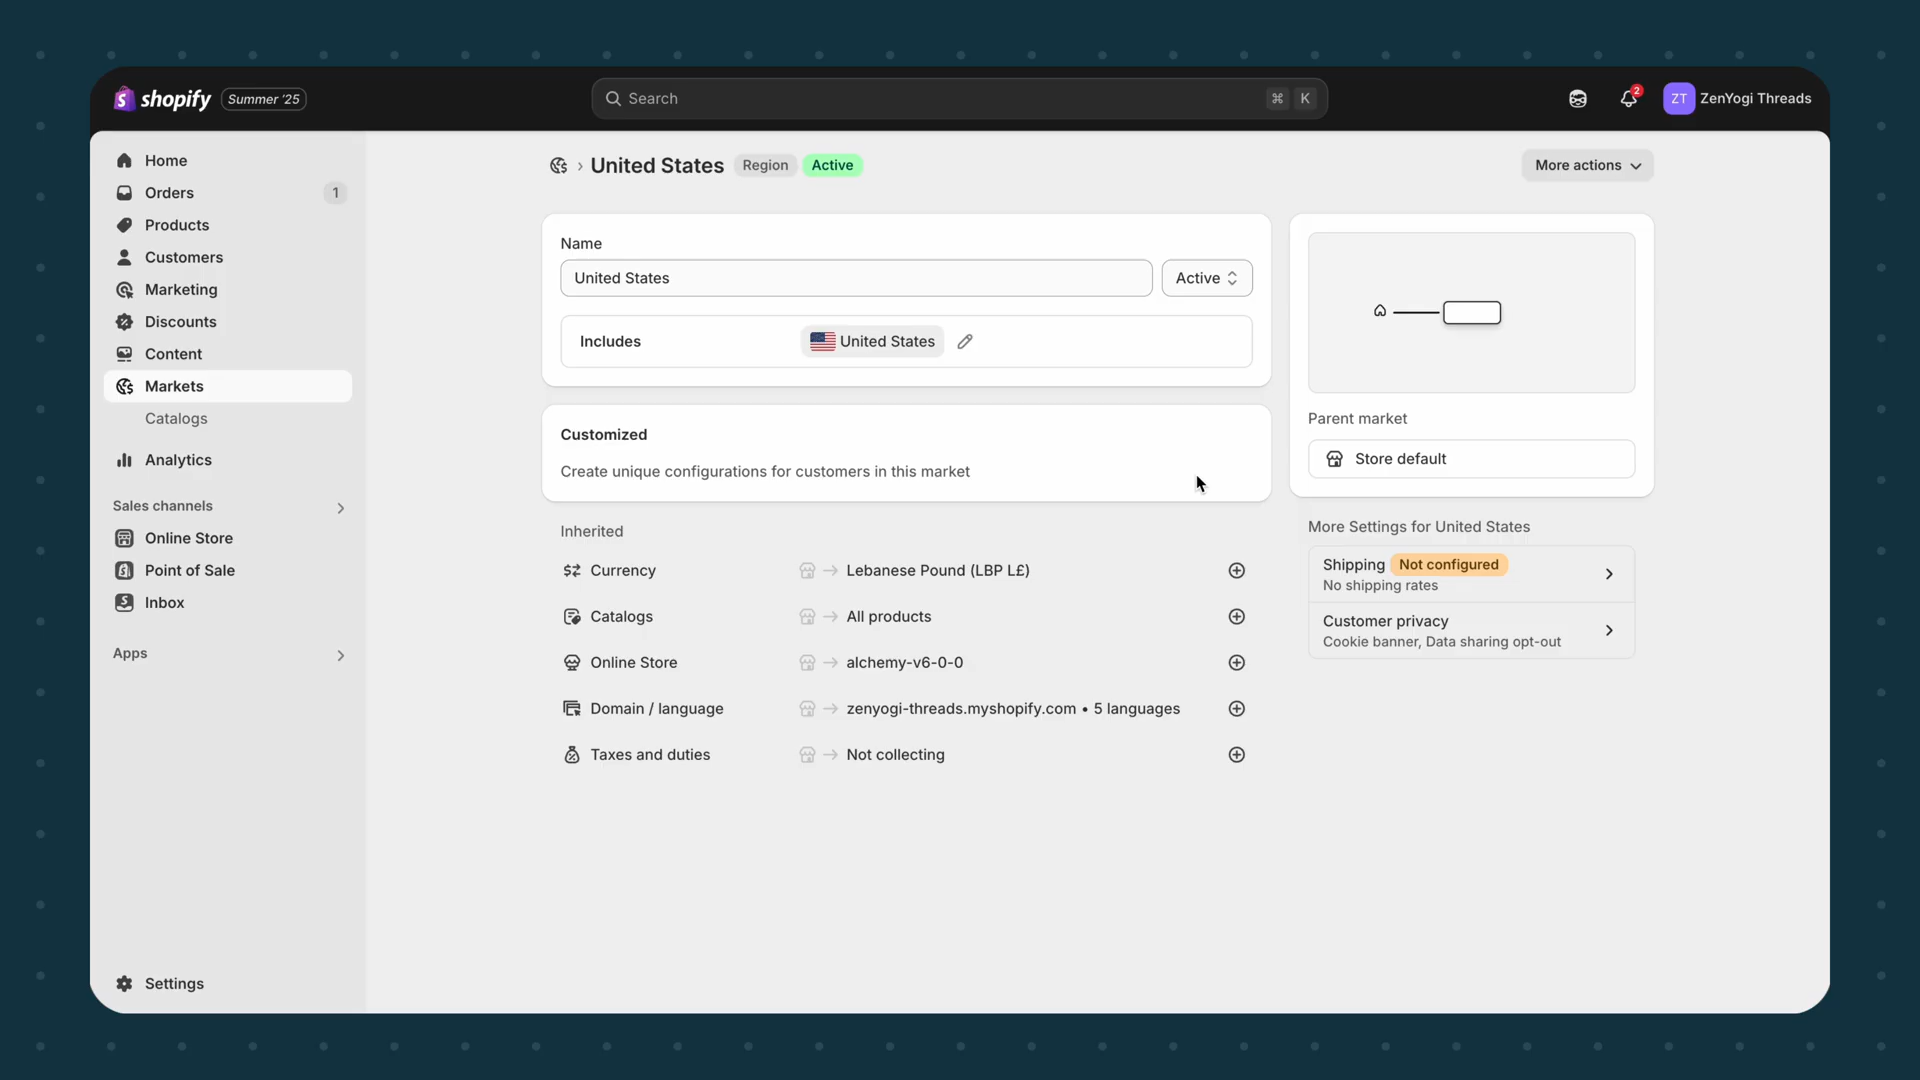 shopify Summer '25
Search
⌘ K
2
ZT ZenYogi Threads
Home
Orders 1
Products
Customers
Marketing
Discounts
Content
Markets
Catalogs
Analytics
Sales channels
Online Store
Point of Sale
Inbox
Apps
Settings
› United States Region Active
More actions
Name
United States Active
Includes United States
Customized
Create unique configurations for customers in this market
Inherited
Currency → Lebanese Pound (LBP L£)
Catalogs → All products
Online Store → alchemy-v6-0-0
Domain / language → zenyogi-threads.myshopify.com • 5 languages
Taxes and duties → Not collecting
Parent market
Store default
More Settings for United States
Shipping Not configured
No shipping rates
Customer privacy
Cookie banner, Data sharing opt-out